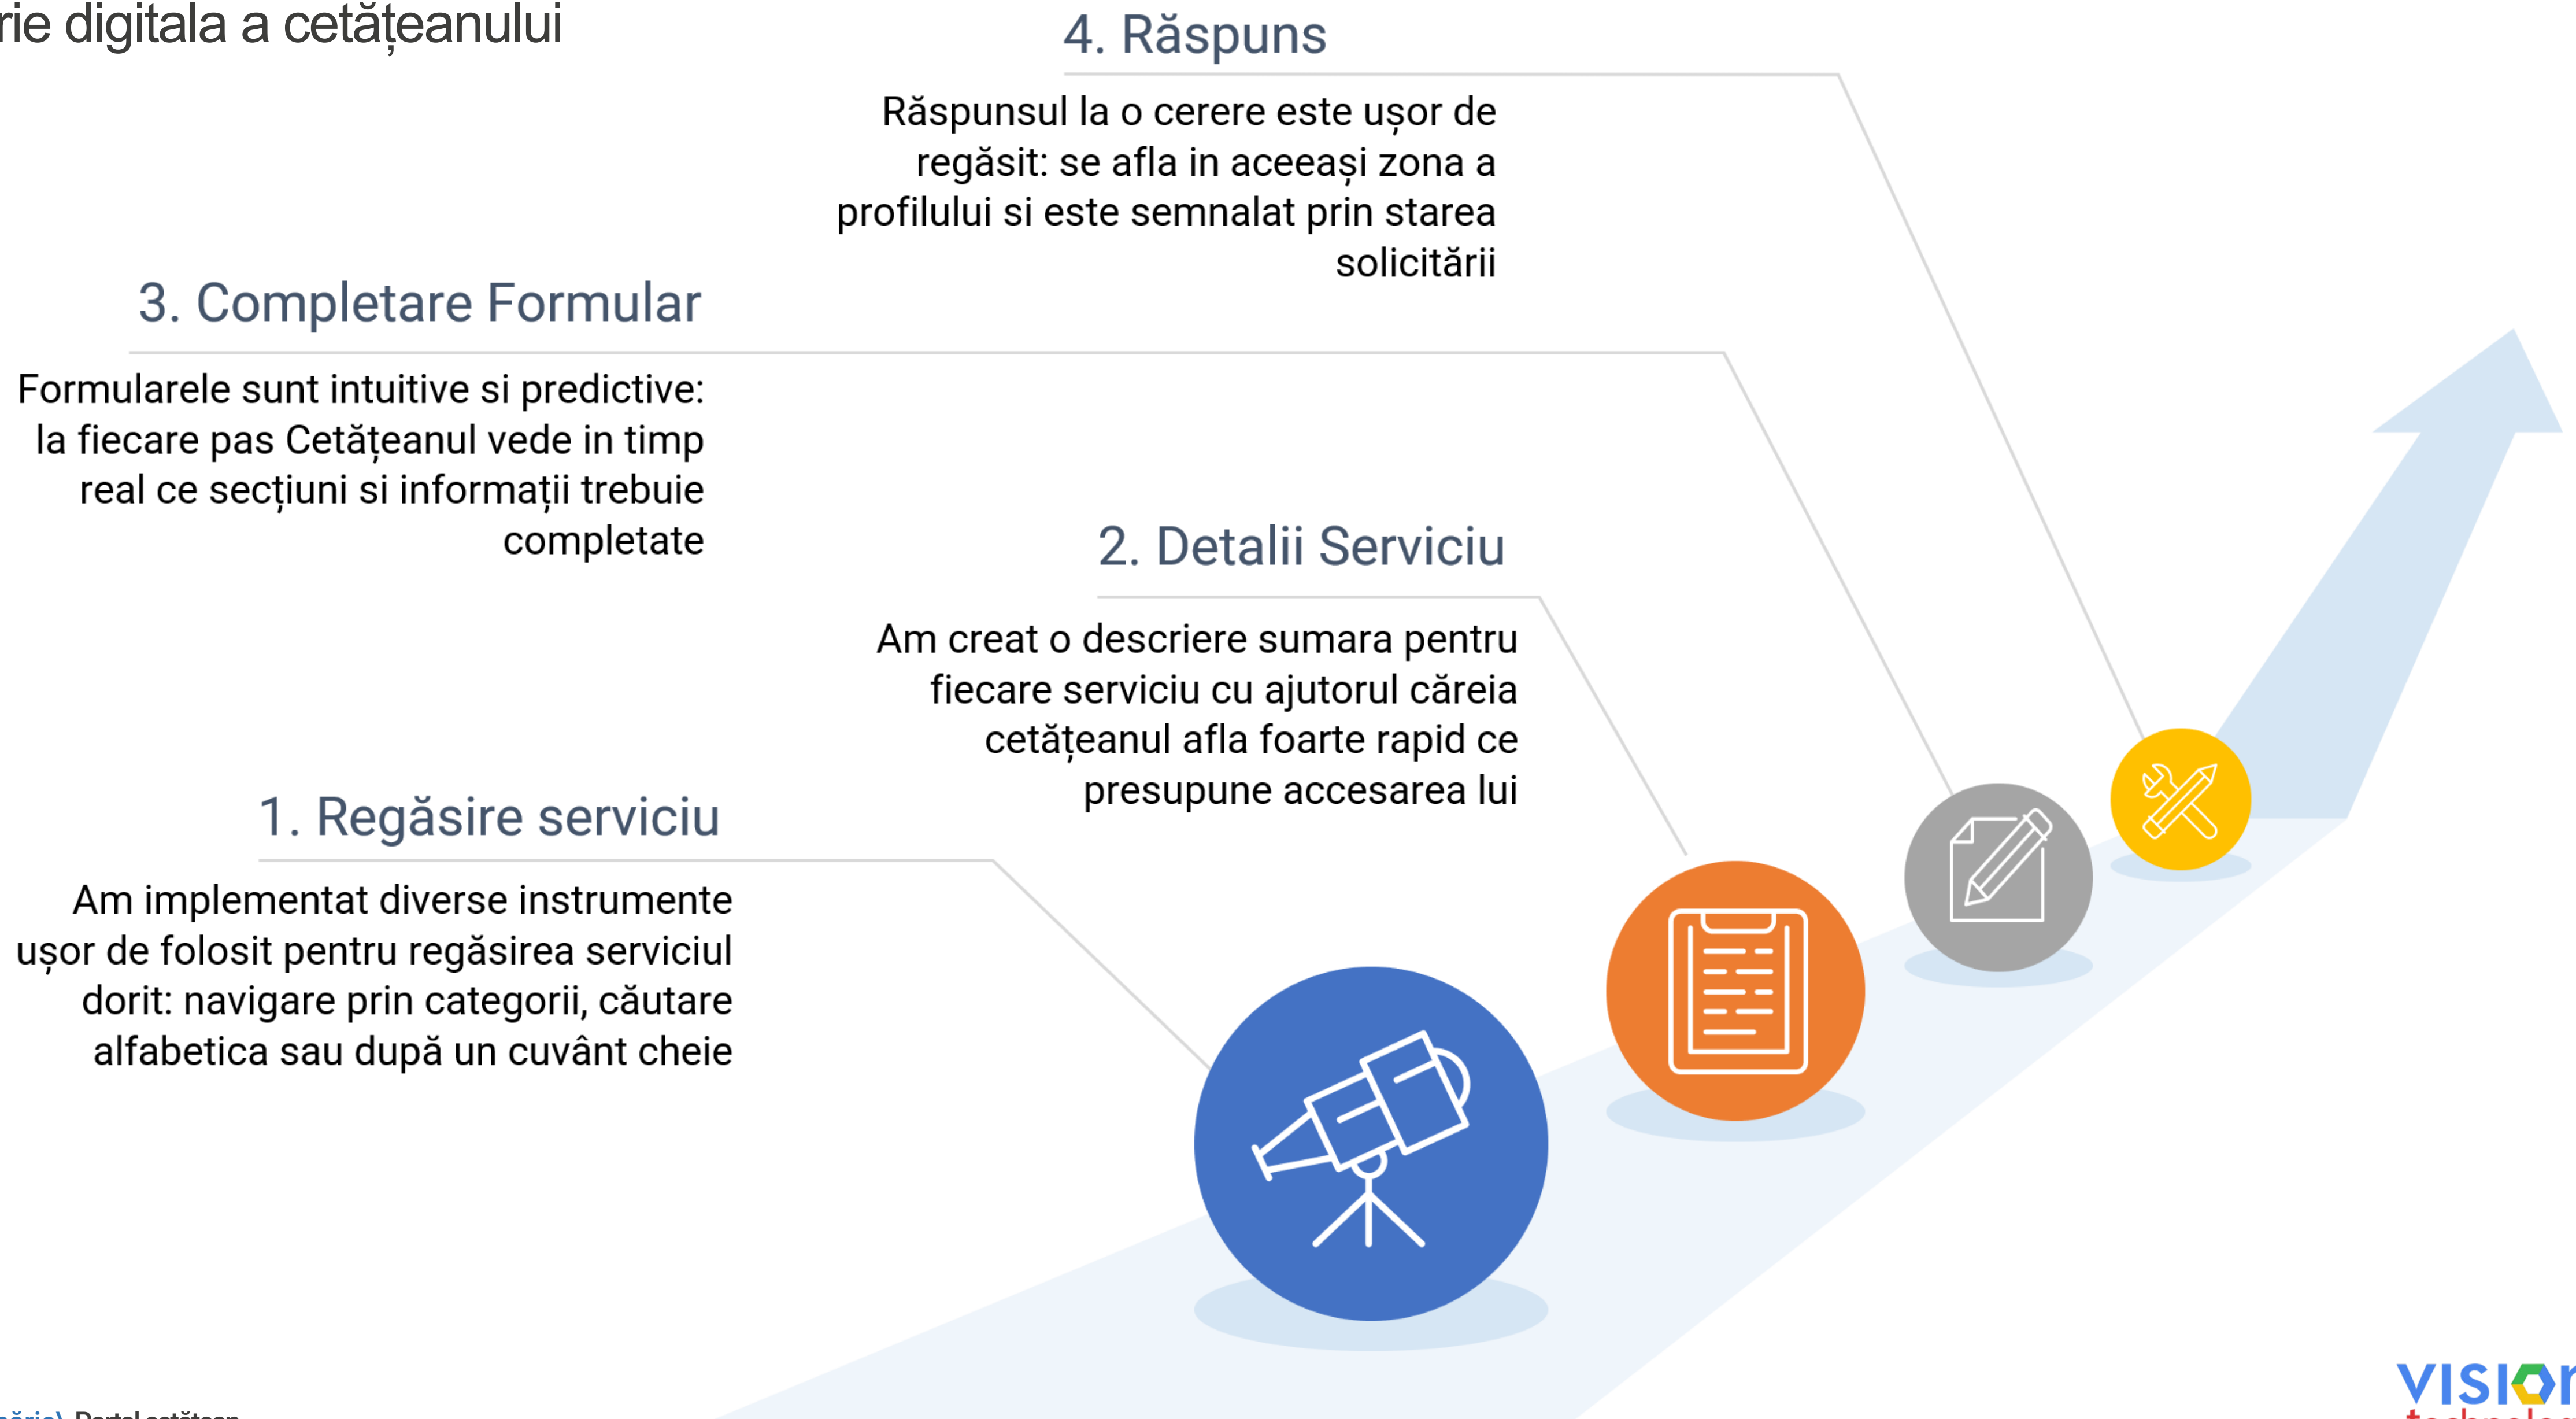 rie digitala a cetățeanului
4. Răspuns
Răspunsul la o cerere este ușor de
regăsit: se afla in aceeași zona a
profilului si este semnalat prin starea
solicitării
3. Completare Formular
Formularele sunt intuitive si predictive:
la fiecare pas Cetățeanul vede in timp
real ce secțiuni si informații trebuie
completate
2. Detalii Serviciu
Am creat o descriere sumara pentru
fiecare serviciu cu ajutorul căreia
cetățeanul afla foarte rapid ce
presupune accesarea lui
1. Regăsire serviciu
Am implementat diverse instrumente
ușor de folosit pentru regăsirea serviciul
dorit: navigare prin categorii, căutare
alfabetica sau după un cuvânt cheie
Portal cetățean
VISION